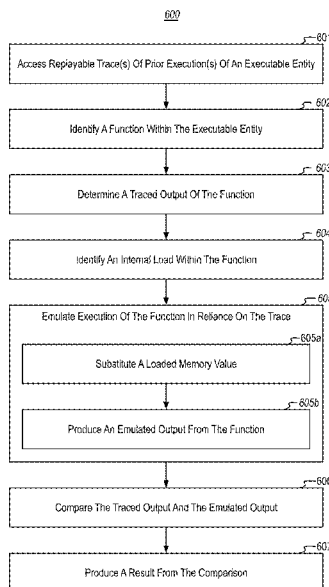 600
601
Access Replayable Trace(s) Of Prior Execution(s) Of An Executable Entity
602
Identify A Function Within The Executable Entity
603
Determine A Traced Output Of The Function
604
Identify An Internal Load Within The Function
605
Emulate Execution Of The Function In Reliance On The Trace
605a
Substitute A Loaded Memory Value
605b
Produce An Emulated Output From The Function
606
Compare The Traced Output And The Emulated Output
607
Produce A Result From The Comparison